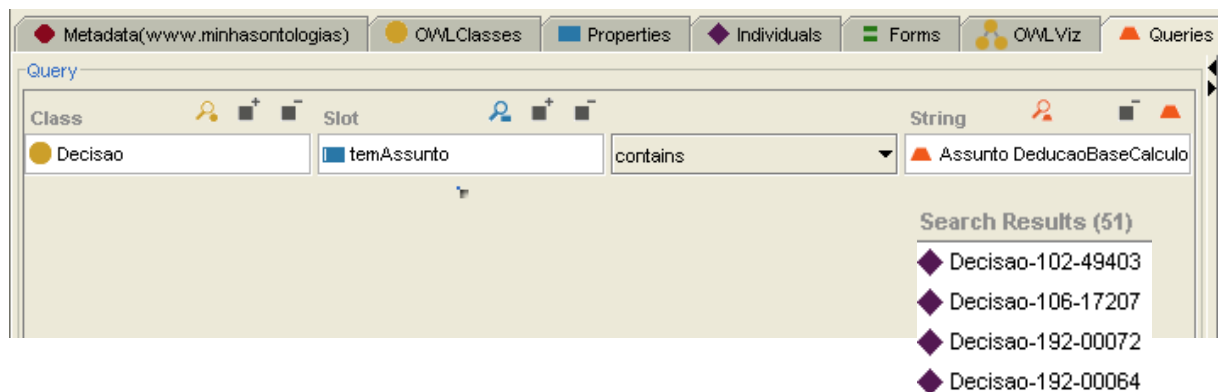 Metadata(www.minhasontologias) OWLClasses Properties Individuals Forms OWLViz Queries
Query
Class Slot String
Decisao temAssunto contains Assunto DeducaoBaseCalculo
Search Results (51)
Decisao-102-49403
Decisao-106-17207
Decisao-192-00072
Decisao-192-00064